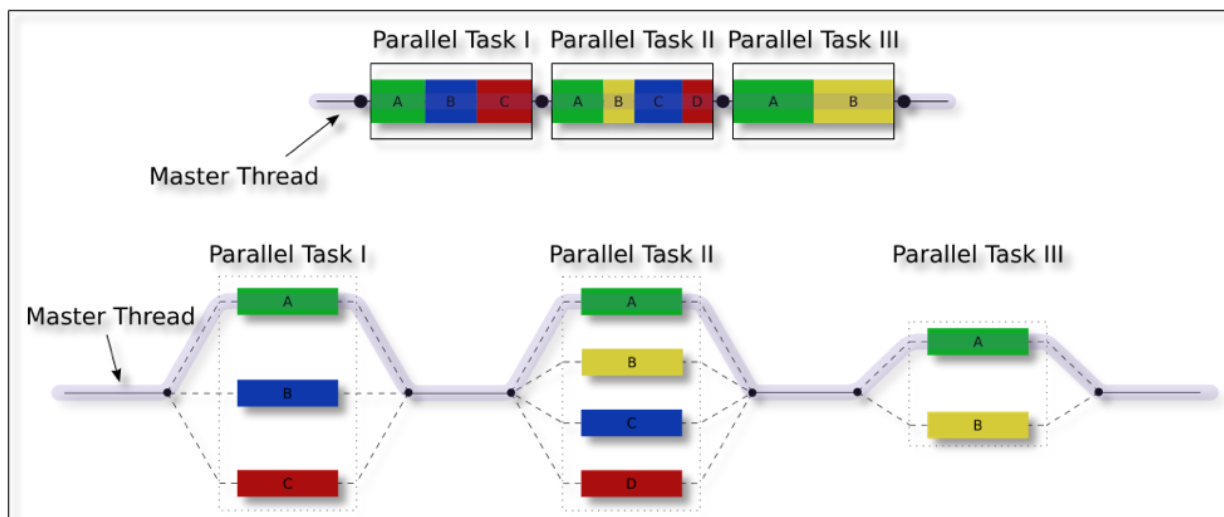 Parallel Task I Parallel Task II Parallel Task III
A B C A B C D A B
Master Thread
Parallel Task I Parallel Task II Parallel Task III
A A
Master Thread
A
B
B
C
B
C D